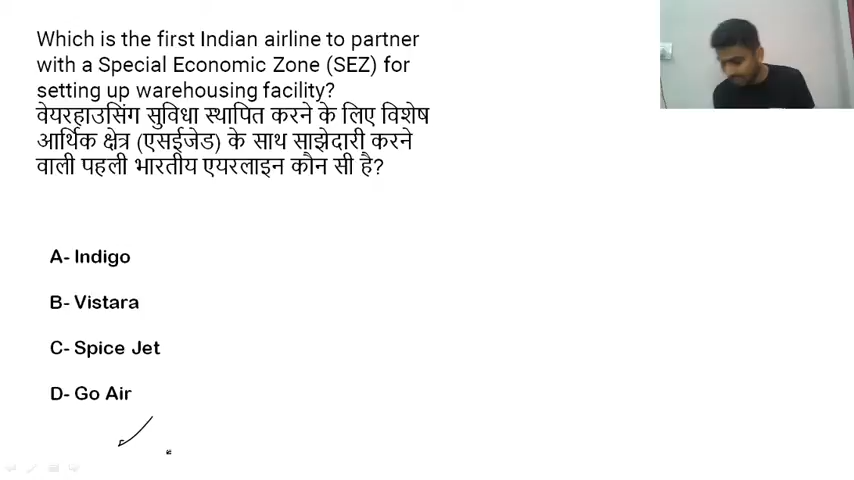 Which is the first Indian airline to partner
with a Special Economic Zone (SEZ) for
setting up warehousing facility?
वेयरहाउसिंग सुविधा स्थापित करने के लिए विशेष
आर्थिक क्षेत्र (एसईजेड) के साथ साझेदारी करने
वाली पहली भारतीय एयरलाइन कौन सी है?
A- Indigo
B- Vistara
C- Spice Jet
D- Go Air